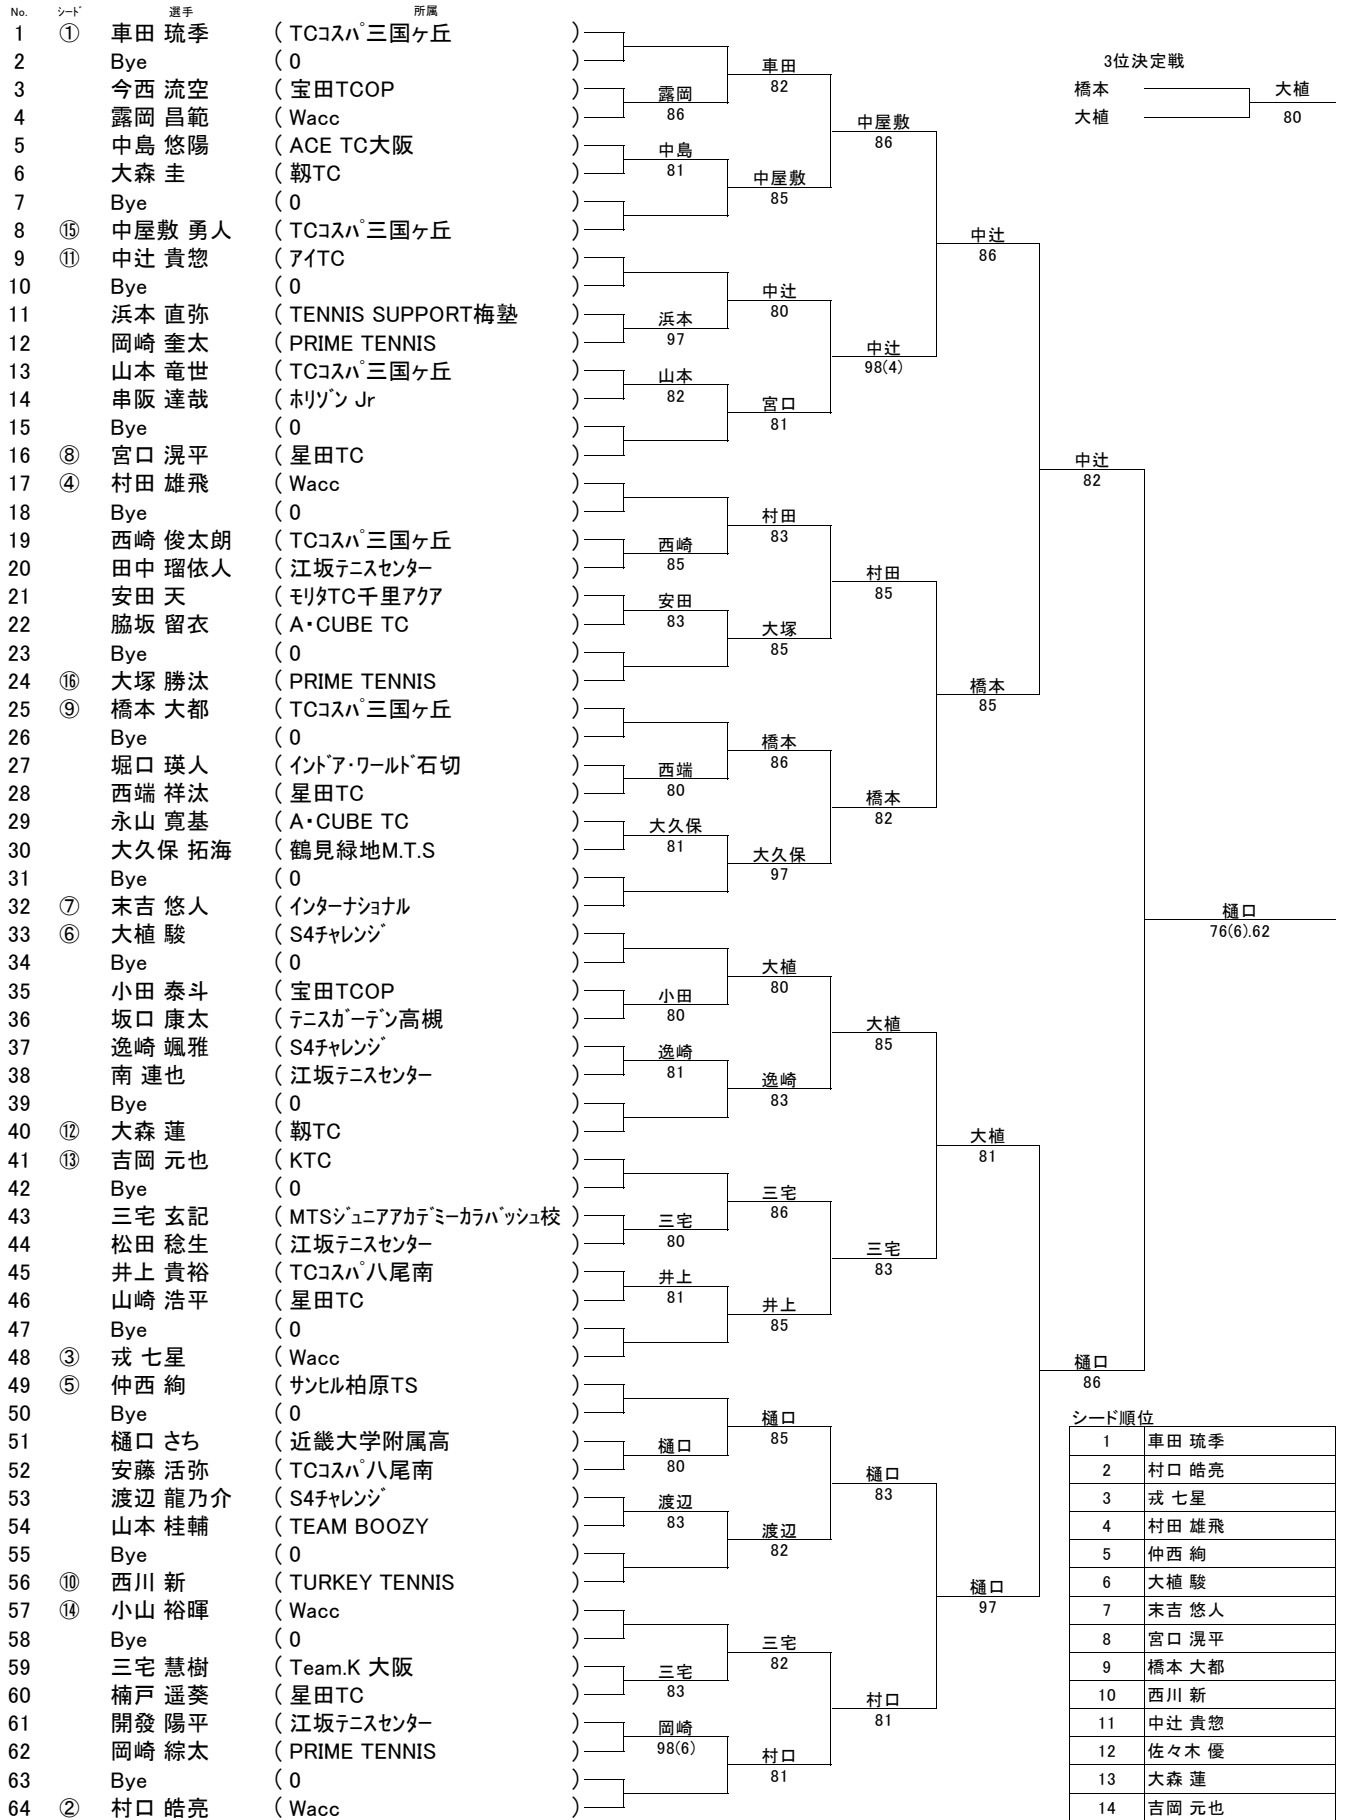 No. シード 選手 所属
1 ① 車田 琉季 ( TCコスパ三国ヶ丘 )
2 Bye ( 0 )
3 今西 流空 ( 宝田TCOP )
4 露岡 昌範 ( Wacc )
5 中島 悠陽 ( ACE TC大阪 )
6 大森 圭 ( 靱TC )
7 Bye ( 0 )
8 ⑮ 中屋敷 勇人 ( TCコスパ三国ヶ丘 )
9 ⑪ 中辻 貴惣 ( アイTC )
10 Bye ( 0 )
11 浜本 直弥 ( TENNIS SUPPORT梅塾 )
12 岡崎 奎太 ( PRIME TENNIS )
13 山本 竜世 ( TCコスパ三国ヶ丘 )
14 串阪 達哉 ( ホリゾン Jr )
15 Bye ( 0 )
16 ⑧ 宮口 滉平 ( 星田TC )
17 ④ 村田 雄飛 ( Wacc )
18 Bye ( 0 )
19 西崎 俊太朗 ( TCコスパ三国ヶ丘 )
20 田中 瑠依人 ( 江坂テニスセンター )
21 安田 天 ( モリタTC千里アクア )
22 脇坂 留衣 ( A・CUBE TC )
23 Bye ( 0 )
24 ⑯ 大塚 勝汰 ( PRIME TENNIS )
25 ⑨ 橋本 大都 ( TCコスパ三国ヶ丘 )
26 Bye ( 0 )
27 堀口 瑛人 ( インドア・ワールド石切 )
28 西端 祥汰 ( 星田TC )
29 永山 寛基 ( A・CUBE TC )
30 大久保 拓海 ( 鶴見緑地M.T.S )
31 Bye ( 0 )
32 ⑦ 末吉 悠人 ( インターナショナル )
33 ⑥ 大植 駿 ( S4チャレンジ )
34 Bye ( 0 )
35 小田 泰斗 ( 宝田TCOP )
36 坂口 康太 ( テニスガーデン高槻 )
37 逸崎 颯雅 ( S4チャレンジ )
38 南 連也 ( 江坂テニスセンター )
39 Bye ( 0 )
40 ⑫ 大森 蓮 ( 靱TC )
41 ⑬ 吉岡 元也 ( KTC )
42 Bye ( 0 )
43 三宅 玄記 ( MTSジュニアアカデミーカラバッシュ校 )
44 松田 稔生 ( 江坂テニスセンター )
45 井上 貴裕 ( TCコスパ八尾南 )
46 山崎 浩平 ( 星田TC )
47 Bye ( 0 )
48 ③ 戎 七星 ( Wacc )
49 ⑤ 仲西 絢 ( サンヒル柏原TS )
50 Bye ( 0 )
51 樋口 さち ( 近畿大学附属高 )
52 安藤 活弥 ( TCコスパ八尾南 )
53 渡辺 龍乃介 ( S4チャレンジ )
54 山本 桂輔 ( TEAM BOOZY )
55 Bye ( 0 )
56 ⑩ 西川 新 ( TURKEY TENNIS )
57 ⑭ 小山 裕暉 ( Wacc )
58 Bye ( 0 )
59 三宅 慧樹 ( Team.K 大阪 )
60 楠戸 遥葵 ( 星田TC )
61 開發 陽平 ( 江坂テニスセンター )
62 岡崎 綜太 ( PRIME TENNIS )
63 Bye ( 0 )
64 ② 村口 皓亮 ( Wacc )
露岡
86
中島
81
浜本
97
山本
82
西崎
85
安田
83
西端
80
大久保
81
小田
80
逸崎
81
三宅
80
井上
81
樋口
80
渡辺
83
三宅
83
岡崎
98(6)
車田
82
中屋敷
85
中辻
80
宮口
81
村田
83
大塚
85
橋本
86
大久保
97
大植
80
逸崎
83
三宅
86
井上
85
樋口
85
渡辺
82
三宅
82
村口
81
中屋敷
86
中辻
98(4)
村田
85
橋本
82
大植
85
三宅
83
樋口
83
村口
81
中辻
86
橋本
85
大植
81
樋口
97
中辻
82
樋口
86
樋口
76(6).62
3位決定戦
橋本
大植
大植
80
シード順位
1 車田 琉季
2 村口 皓亮
3 戎 七星
4 村田 雄飛
5 仲西 絢
6 大植 駿
7 末吉 悠人
8 宮口 滉平
9 橋本 大都
10 西川 新
11 中辻 貴惣
12 佐々木 優
13 大森 蓮
14 吉岡 元也